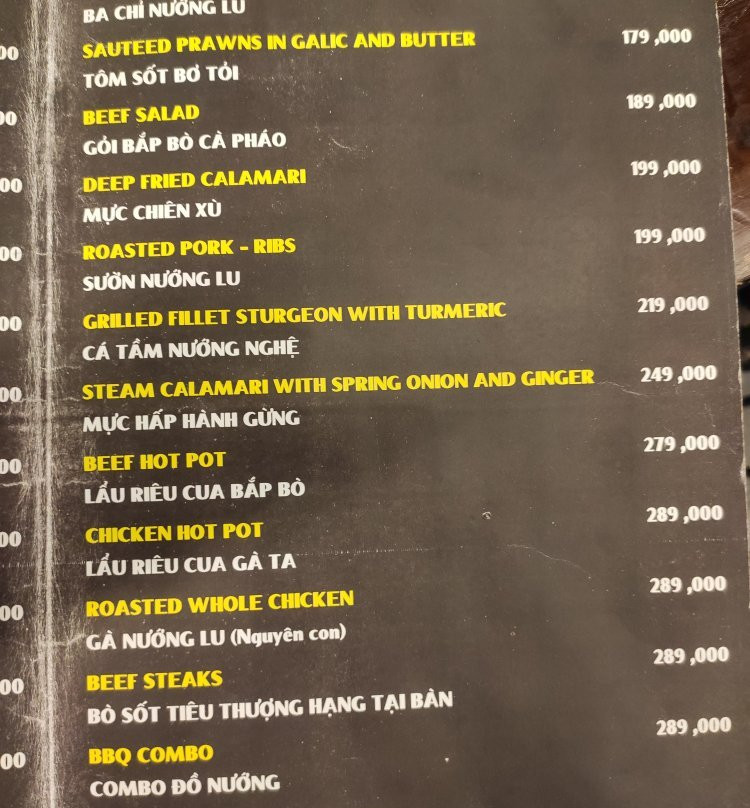 BA CHỈ NƯỚNG LU
SAUTEED PRAWNS IN GALIC AND BUTTER 179 ,000
TÔM SỐT BƠ TỎI
BEEF SALAD 189 ,000
GỎI BẮP BÒ CÀ PHÁO
DEEP FRIED CALAMARI 199 ,000
MỰC CHIÊN XÙ
ROASTED PORK - RIBS 199 ,000
SƯỜN NƯỚNG LU
GRILLED FILLET STURGEON WITH TURMERIC 219 ,000
CÁ TẦM NƯỚNG NGHỆ
STEAM CALAMARI WITH SPRING ONION AND GINGER 249 ,000
MỰC HẤP HÀNH GỪNG
BEEF HOT POT 279 ,000
LẨU RIÊU CUA BẮP BÒ
CHICKEN HOT POT 289 ,000
LẨU RIÊU CUA GÀ TA
ROASTED WHOLE CHICKEN 289 ,000
GÀ NƯỚNG LU (Nguyên con)
BEEF STEAKS 289 ,000
BÒ SỐT TIÊU THƯỢNG HẠNG TẠI BÀN
BBQ COMBO 289 ,000
COMBO ĐỒ NƯỚNG